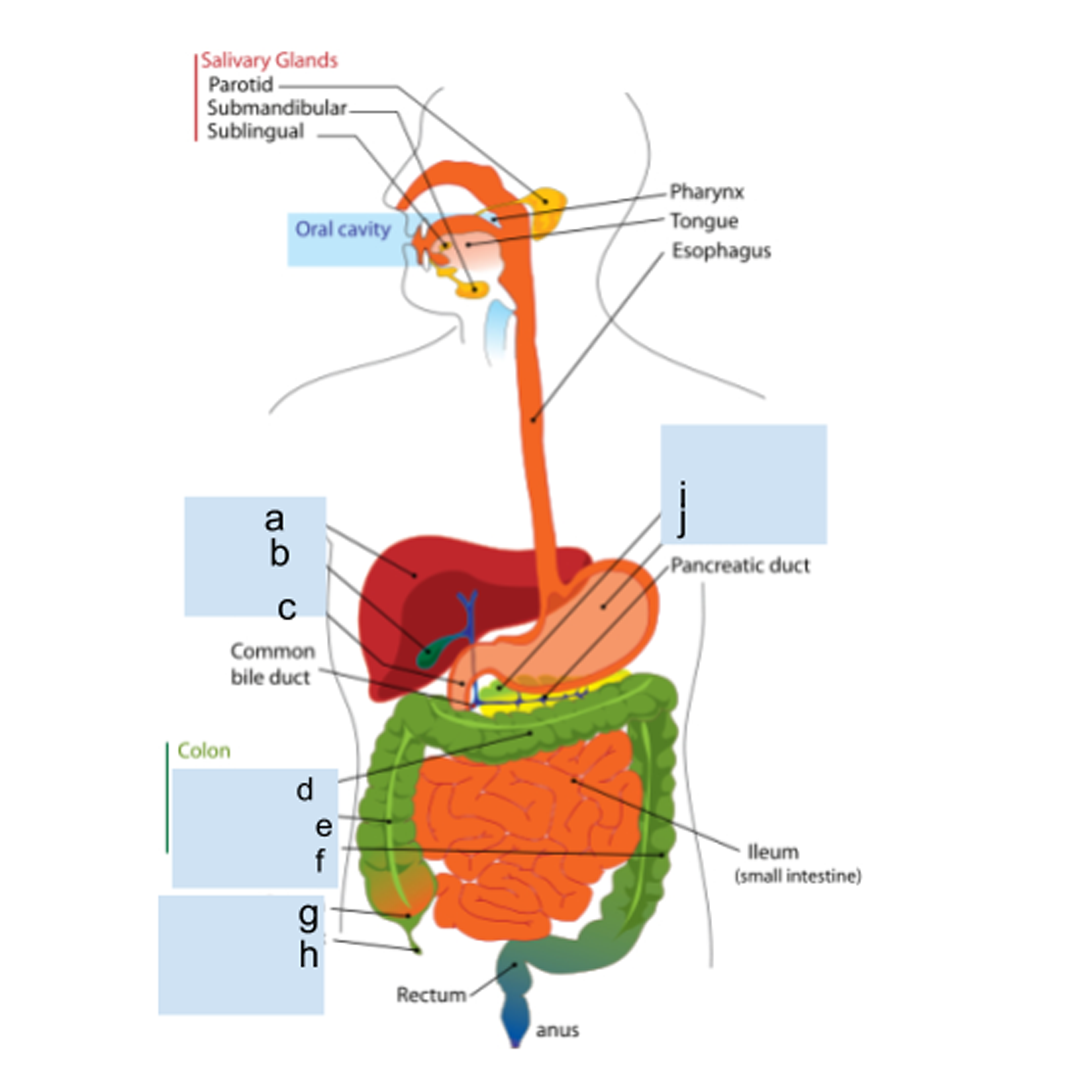 Salivary Glands
Parotid
Submandibular
Sublingual
Oral cavity
Pharynx
Tongue
Esophagus
a
b
c
Common
bile duct
i
j
Pancreatic duct
Colon
d
e
f
g
h
Ileum
(small intestine)
Rectum
anus